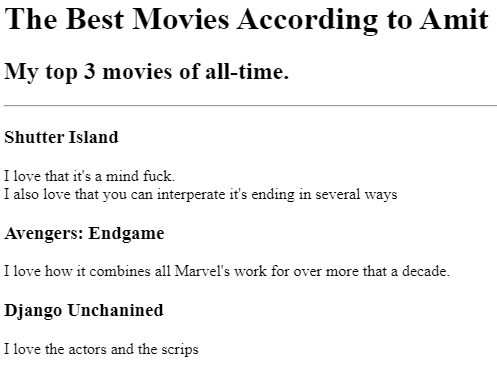 The Best Movies According to Amit
My top 3 movies of all-time.
Shutter Island
I love that it's a mind fuck.
I also love that you can interperate it's ending in several ways
Avengers: Endgame
I love how it combines all Marvel's work for over more that a decade.
Django Unchanined
I love the actors and the scrips